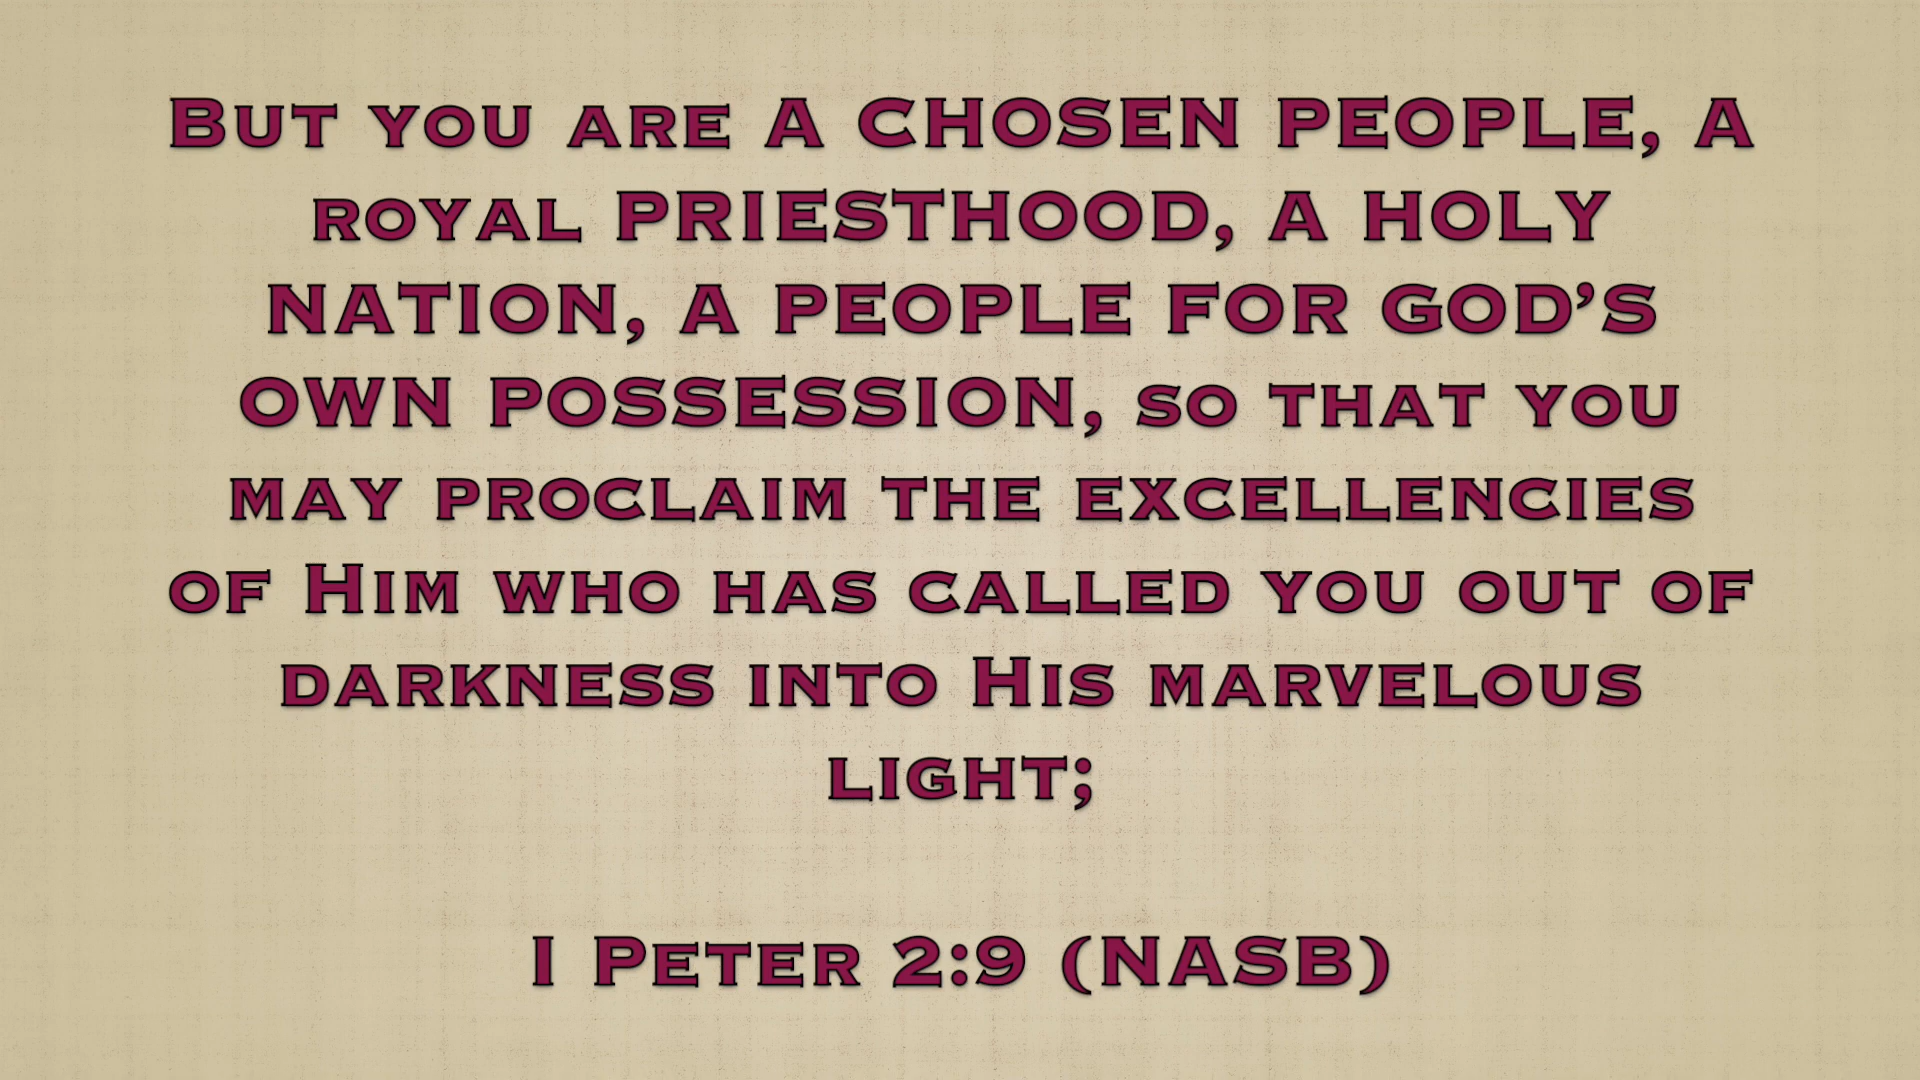 But you are A CHOSEN PEOPLE, A
royal PRIESTHOOD, A HOLY
NATION, A PEOPLE FOR GOD’S
OWN POSSESSION, so that you
may proclaim the excellencies
of Him who has called you out of
darkness into His marvelous
light;
I Peter 2:9 (NASB)